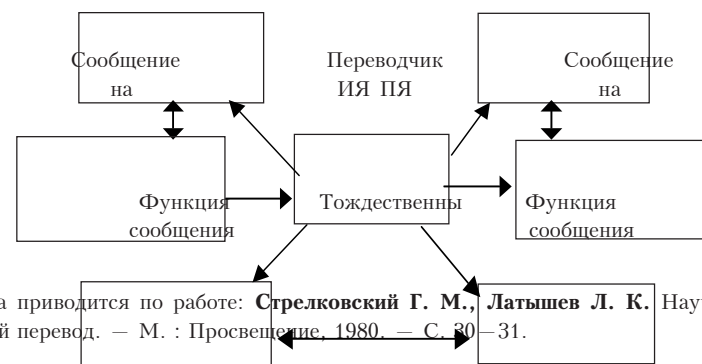 Сообщение Переводчик Сообщение
на ИЯ ПЯ на
Функция Тождественны Функция
сообщения сообщения
а приводится по работе: Стрелковский Г. М., Латышев Л. К. Нау
й перевод. — М. : Просвещение, 1980. — С. 30—31.